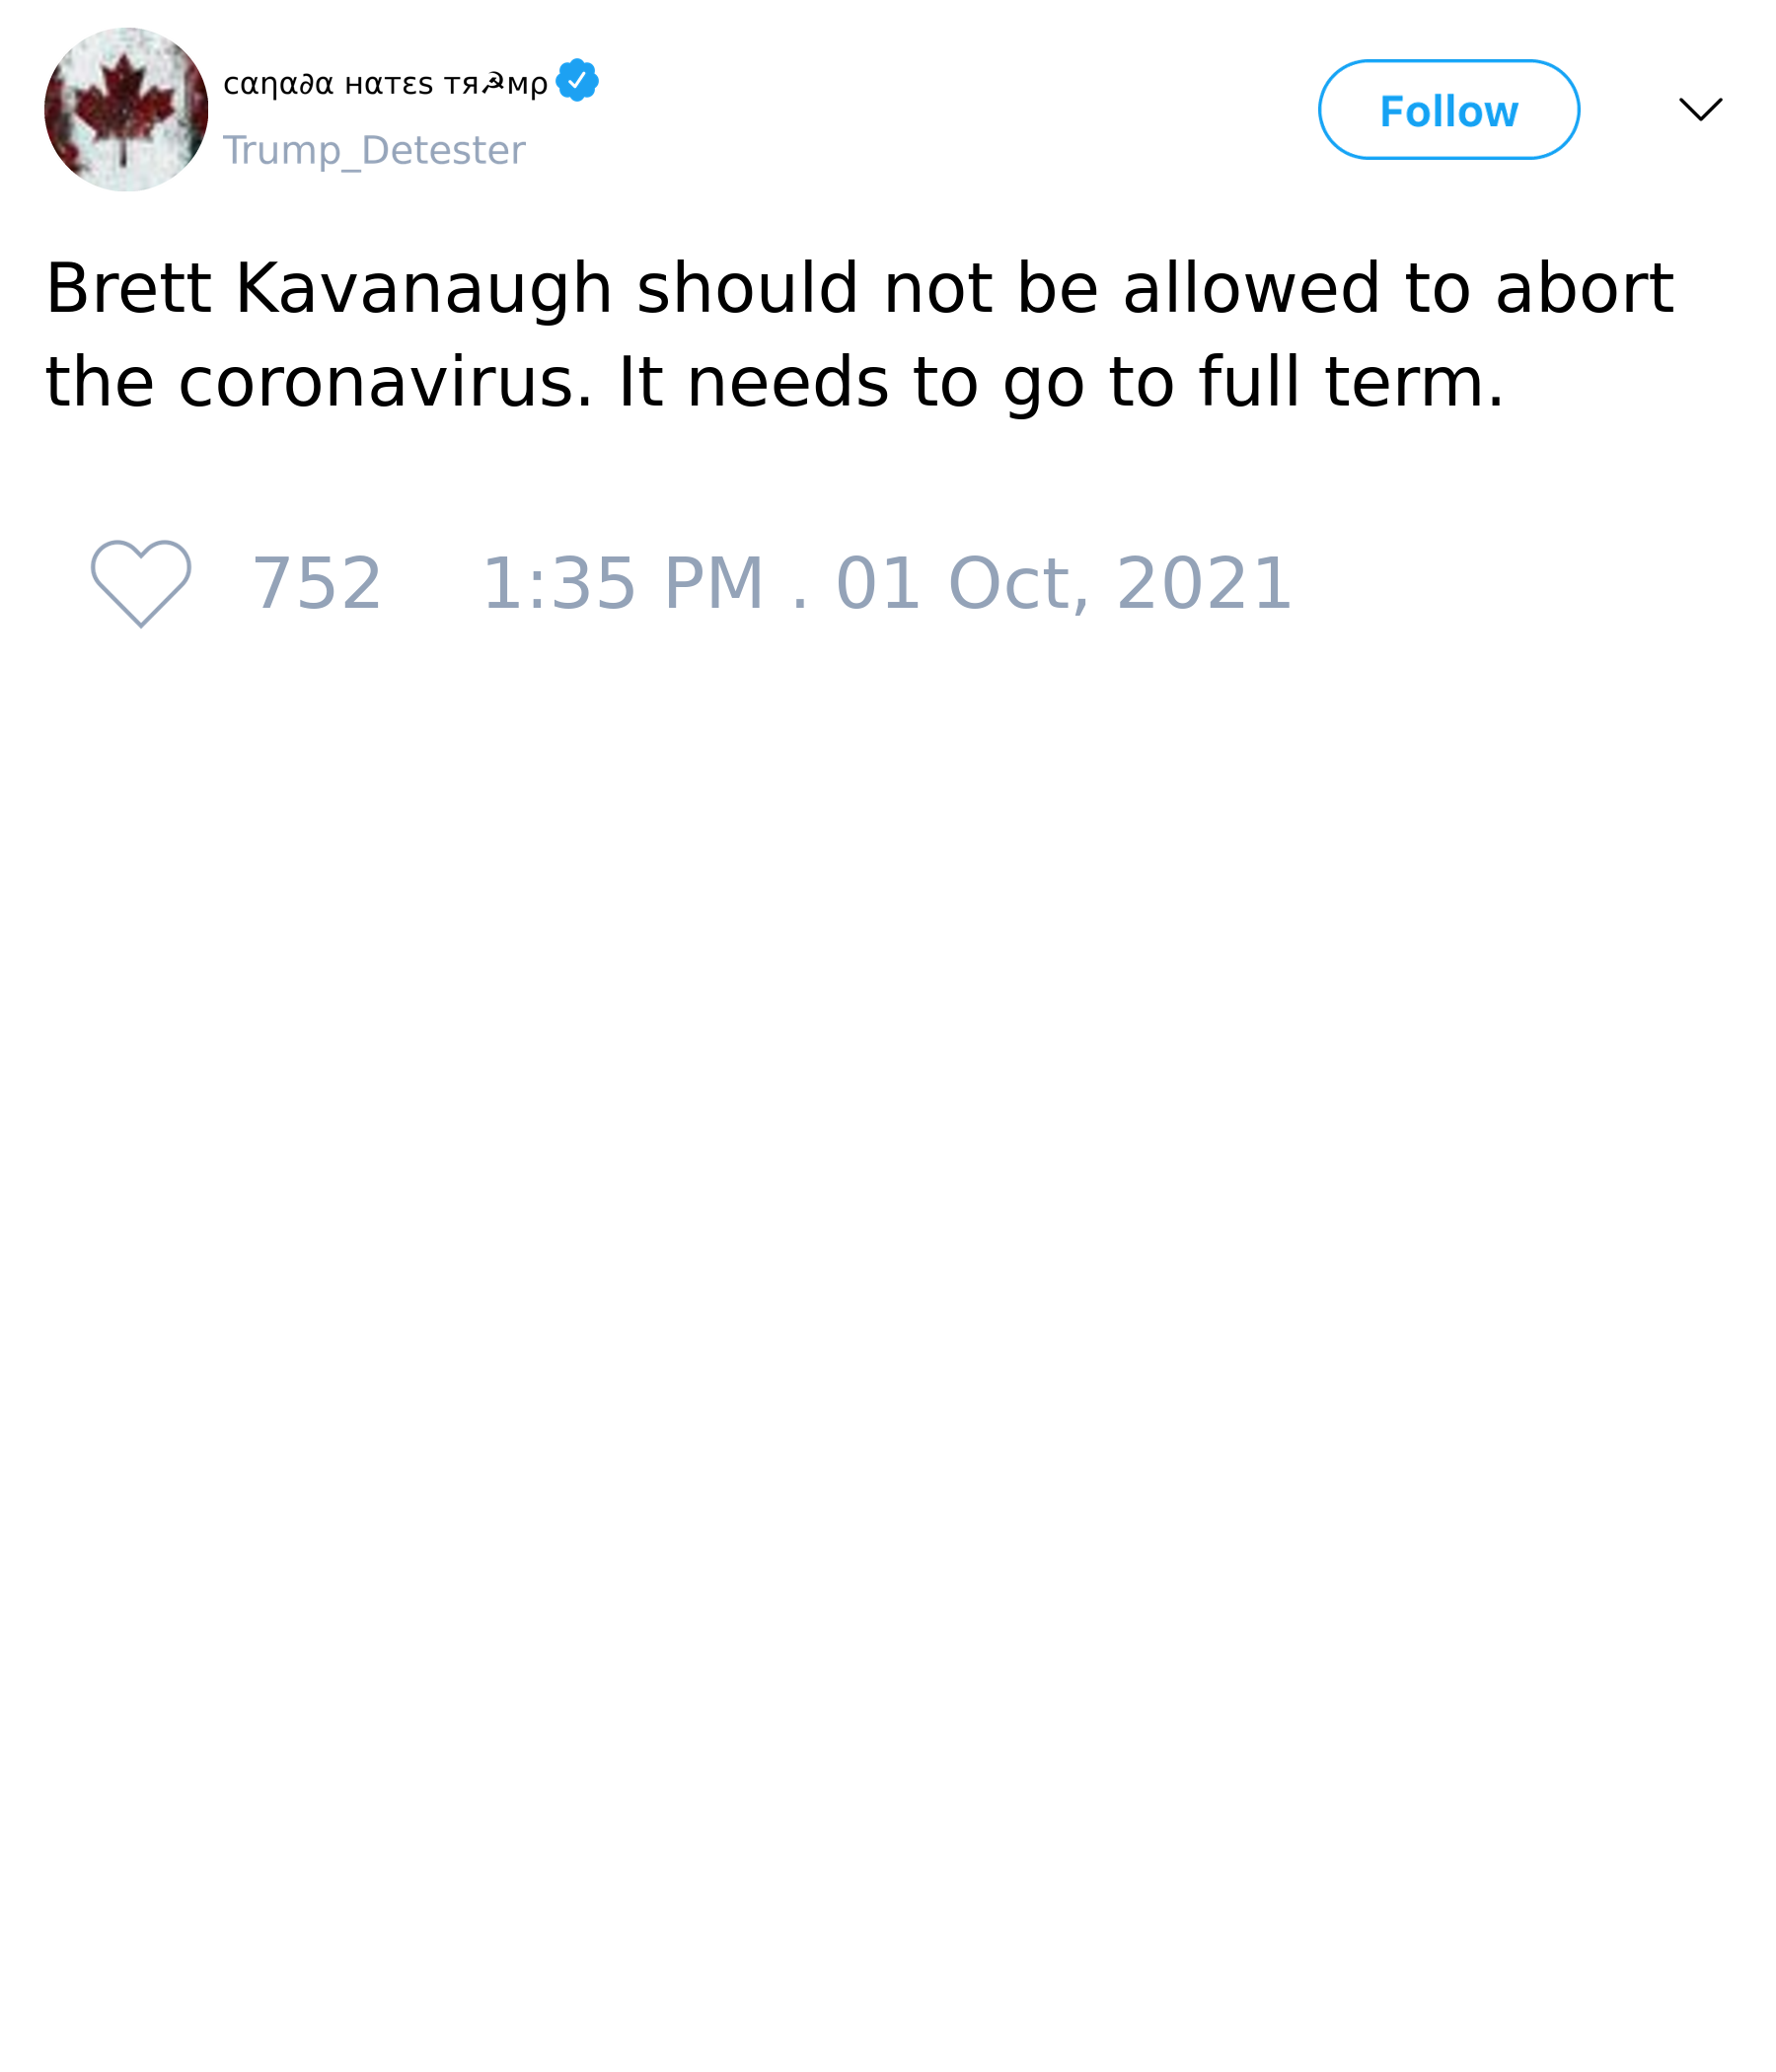 cαηα∂α нαтεs тя☭мρ
Trump_Detester
Follow
Brett Kavanaugh should not be allowed to abort
the coronavirus. It needs to go to full term.
752 1:35 PM . 01 Oct, 2021